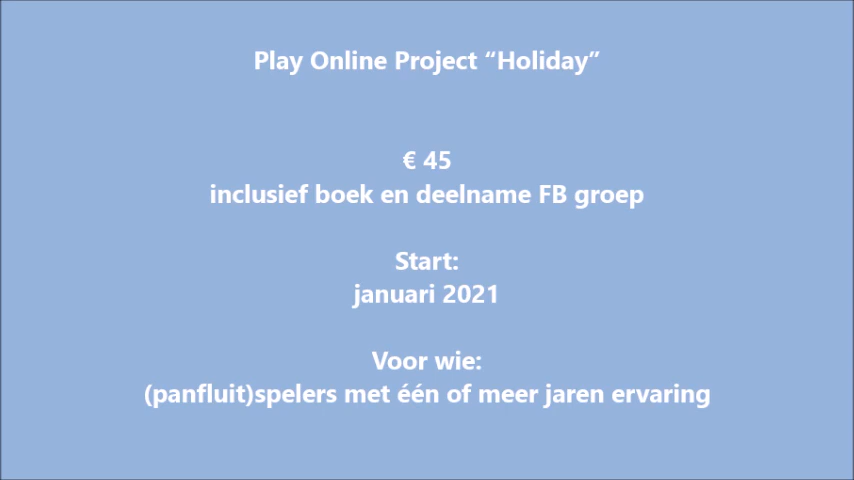 Play Online Project “Holiday”
€ 45
inclusief boek en deelname FB groep
Start:
januari 2021
Voor wie:
(panfluit)spelers met één of meer jaren ervaring